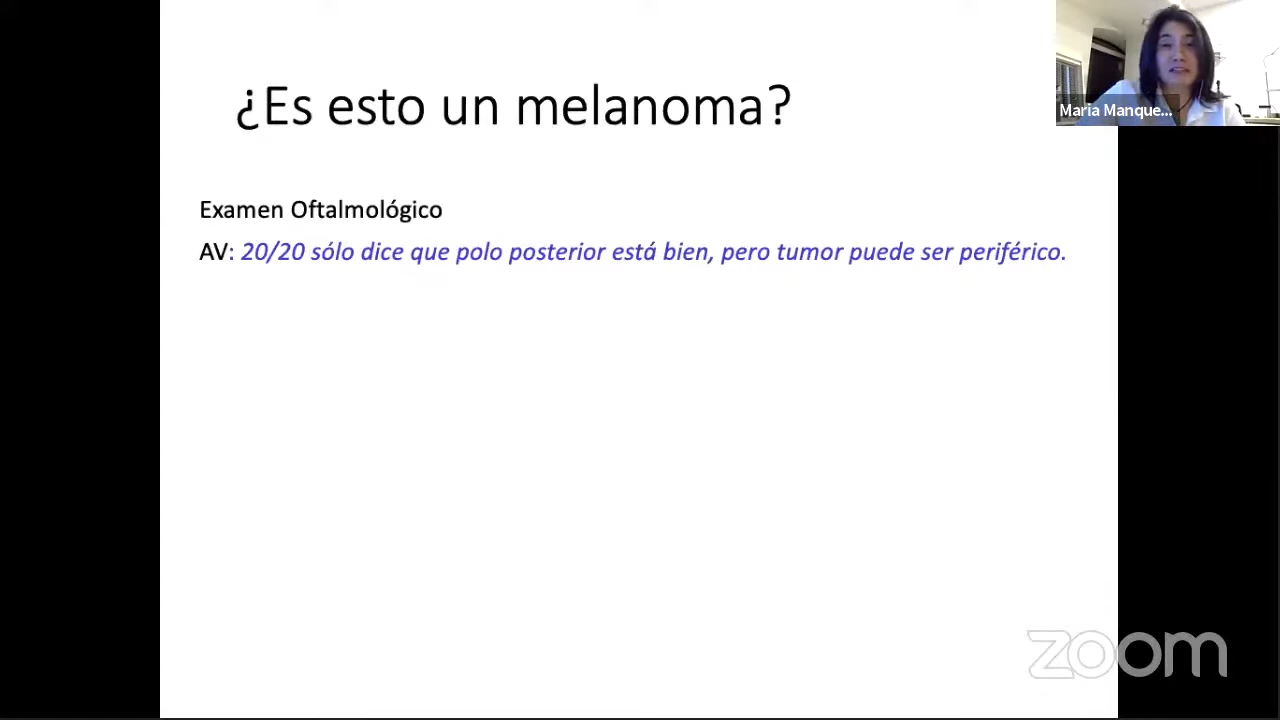 ¿Es esto un melanoma?
Maria Manque...
Examen Oftalmológico
AV: 20/20 sólo dice que polo posterior está bien, pero tumor puede ser periférico.
zoom